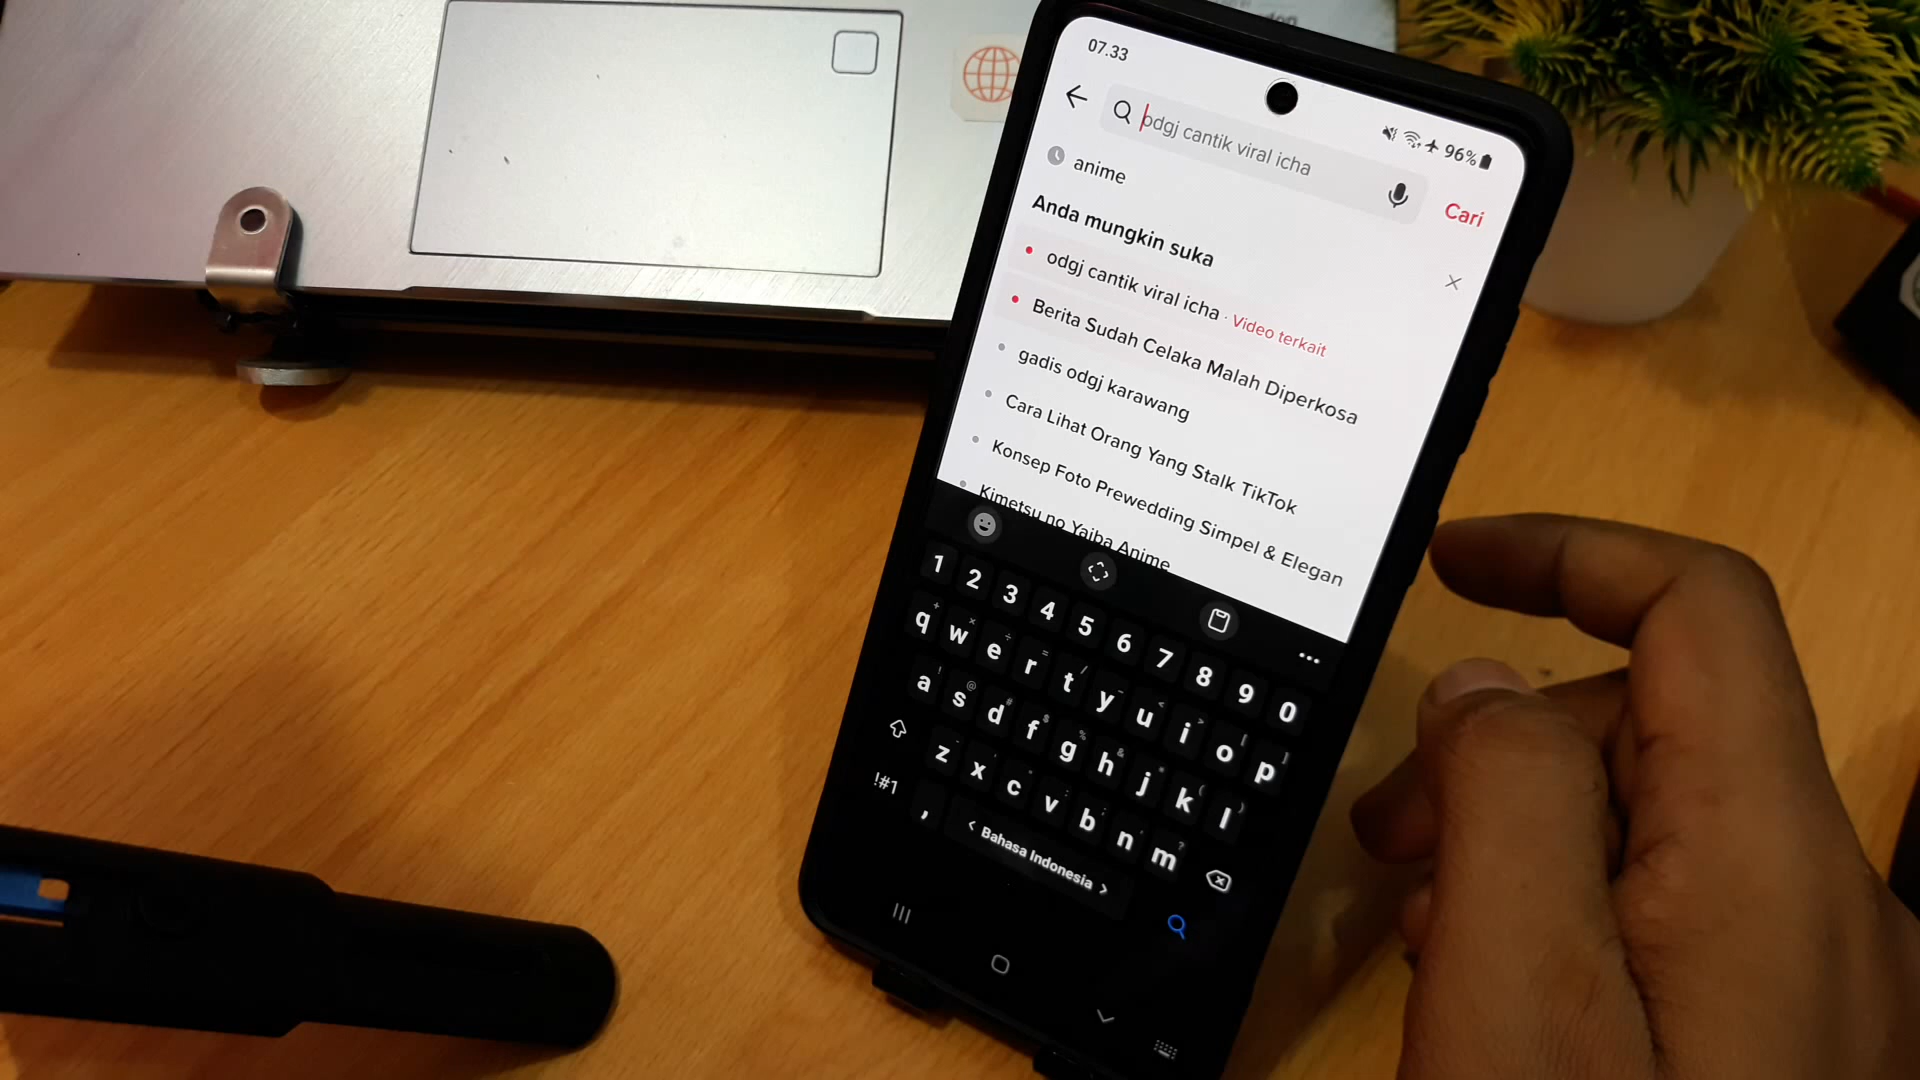 07.33
96%
odgj cantik viral icha
Cari
anime
Anda mungkin suka
odgj cantik viral icha · Video terkait
Berita Sudah Celaka Malah Diperkosa
gadis odgj karawang
Cara Lihat Orang Yang Stalk TikTok
Konsep Foto Prewedding Simpel & Elegan
Kimetsu no Yaiba Anime
1 2 3 4 5 6 7 8 9 0
q w e r t y u i o p
a s d f g h j k l
z x c v b n m
!#1 , < Bahasa Indonesia >